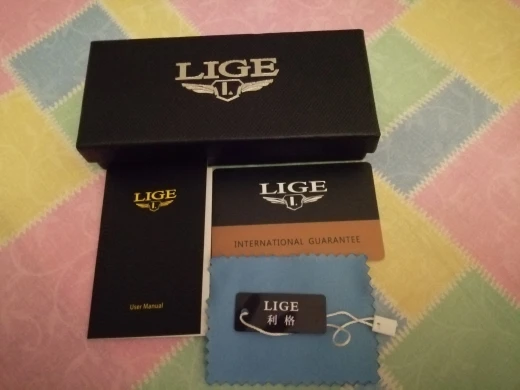 LIGE
L
LIGE
L
User Manual
LIGE
L
INTERNATIONAL GUARANTEE
LIGE
利格